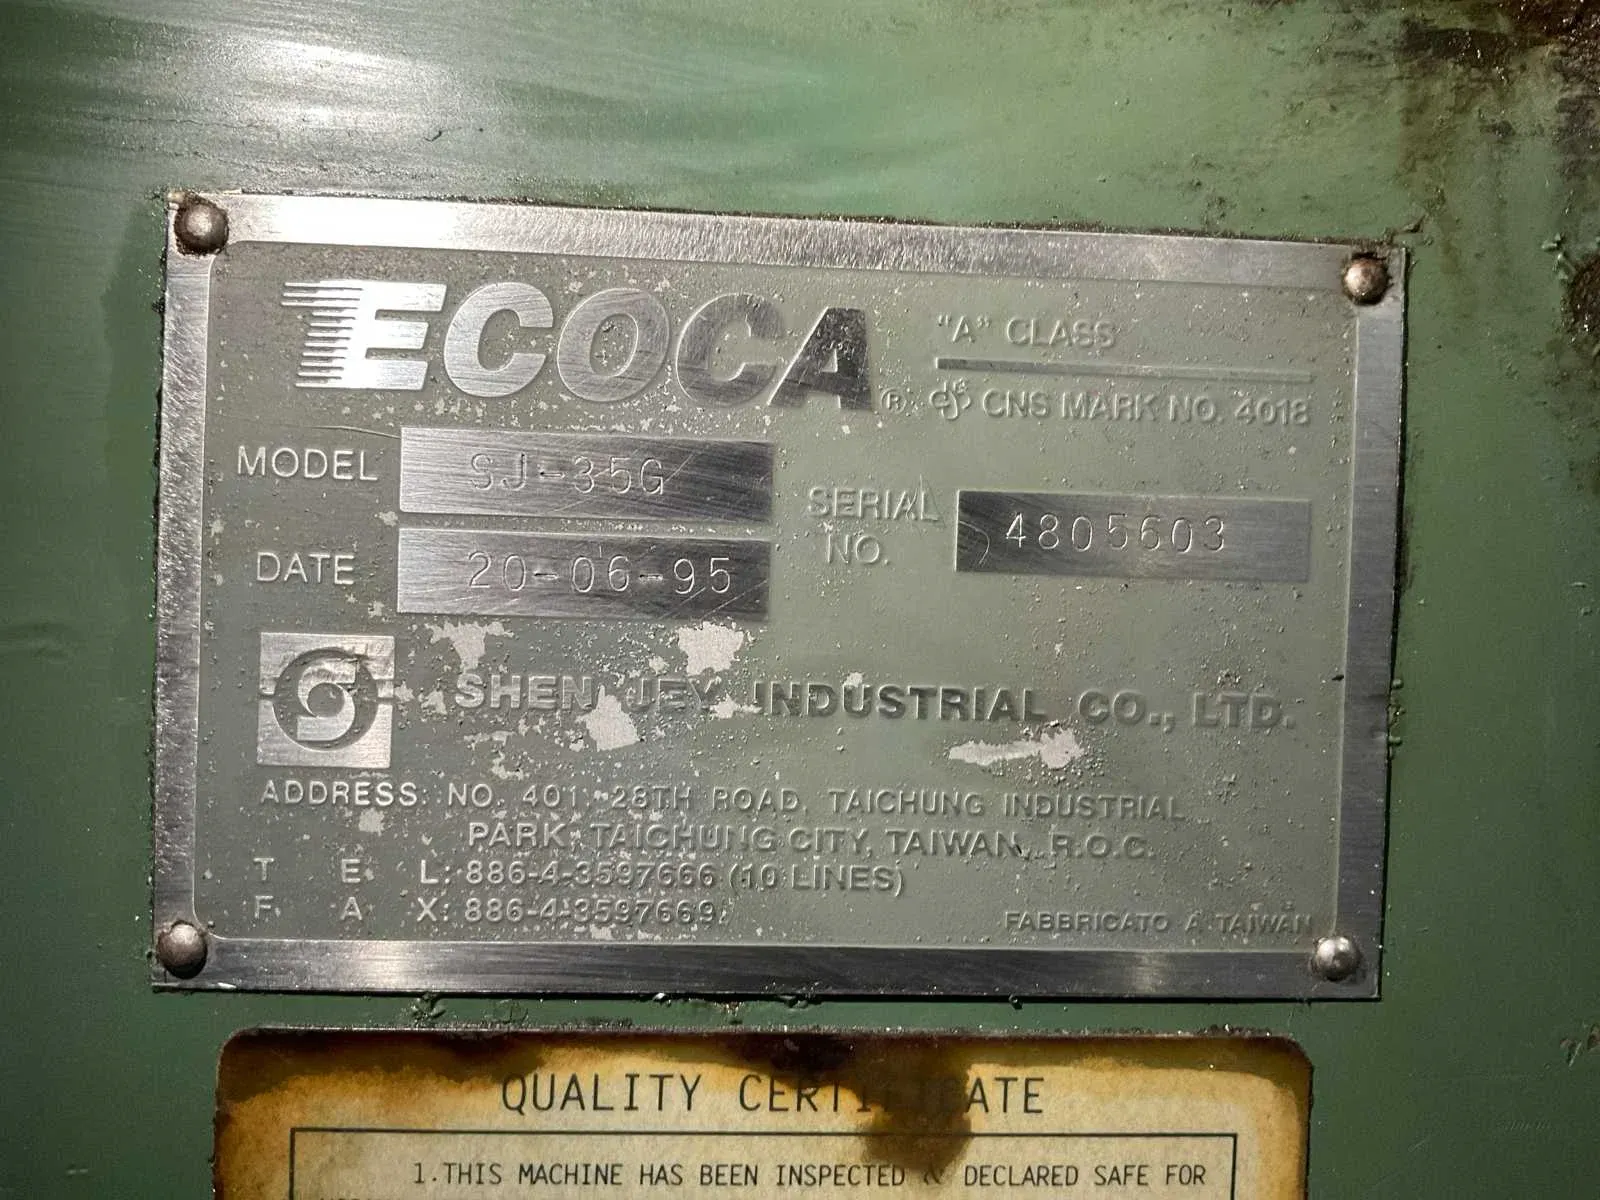 ECOCA ®
"A" CLASS
CNS MARK NO. 4018
MODEL SJ-35G
SERIAL NO. 4805603
DATE 20-06-95
SHEN JEY INDUSTRIAL CO., LTD.
ADDRESS: NO. 401, 28TH ROAD, TAICHUNG INDUSTRIAL
PARK, TAICHUNG CITY, TAIWAN, R.O.C.
T E L: 886-4-3597666 (10 LINES)
F A X: 886-4-3597669
FABBRICATO A TAIWAN
QUALITY CERTIFICATE
1.THIS MACHINE HAS BEEN INSPECTED & DECLARED SAFE FOR